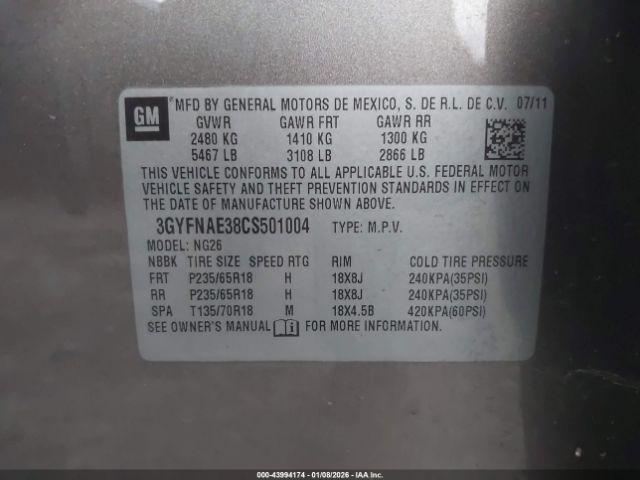 GM
*MFD BY GENERAL MOTORS DE MEXICO, S. DE R.L. DE C.V. 07/11
GVWR GAWR FRT GAWR RR
2480 KG 1410 KG 1300 KG
5467 LB 3108 LB 2866 LB
THIS VEHICLE CONFORMS TO ALL APPLICABLE U.S. FEDERAL MOTOR
VEHICLE SAFETY AND THEFT PREVENTION STANDARDS IN EFFECT ON
THE DATE OF MANUFACTURE SHOWN ABOVE.
3GYFNAE38CS501004 TYPE: M.P.V.
MODEL: NG26
NBBK TIRE SIZE SPEED RTG RIM COLD TIRE PRESSURE
FRT P235/65R18 H 18X8J 240KPA(35PSI)
RR P235/65R18 H 18X8J 240KPA(35PSI)
SPA T135/70R18 M 18X4.5B 420KPA(60PSI)
SEE OWNER'S MANUAL FOR MORE INFORMATION.
000-43994174 | 01/08/2026 - IAAI.COM